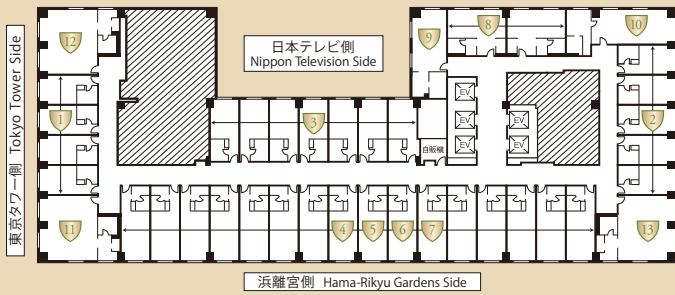 12
日本テレビ側
Nippon Television Side
9
8
10
東京タワー側 Tokyo Tower Side
1
3
EV
EV
EV
EV
EV
自販機
2
11
4
5
6
7
13
浜離宮側 Hama-Rikyu Gardens Side